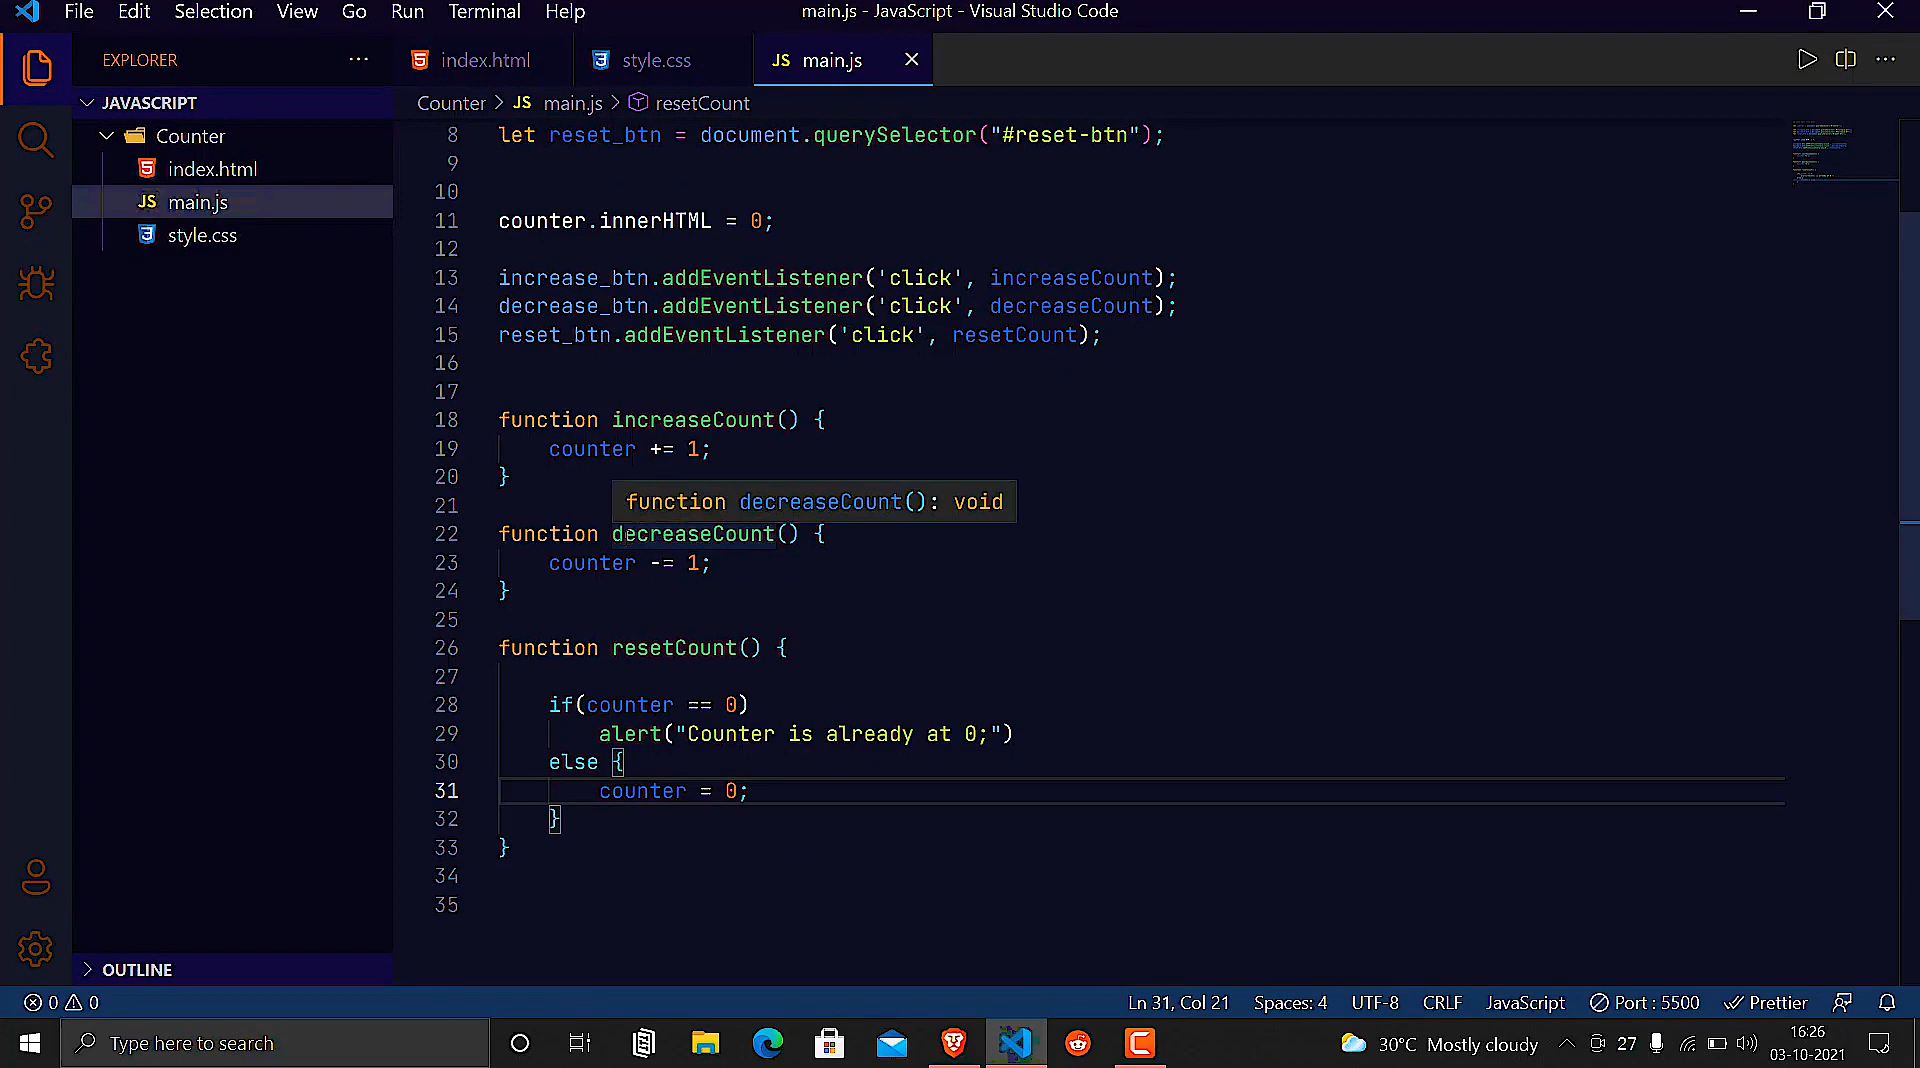 File Edit Selection View Go Run Terminal Help
main.js - JavaScript - Visual Studio Code
EXPLORER
index.html
style.css
JS main.js
JAVASCRIPT
Counter
index.html
JS main.js
style.css
OUTLINE
Counter > JS main.js > resetCount
8 let reset_btn = document.querySelector("#reset-btn");
9
10
11 counter.innerHTML = 0;
12
13 increase_btn.addEventListener('click', increaseCount);
14 decrease_btn.addEventListener('click', decreaseCount);
15 reset_btn.addEventListener('click', resetCount);
16
17
18 function increaseCount() {
19 counter += 1;
20 }
21
function decreaseCount(): void
22 function decreaseCount() {
23 counter -= 1;
24 }
25
26 function resetCount() {
27
28 if(counter == 0)
29 alert("Counter is already at 0;")
30 else {
31 counter = 0;
32 }
33 }
34
35
0 0
Ln 31, Col 21 Spaces: 4 UTF-8 CRLF JavaScript Port : 5500 Prettier
Type here to search
30°C Mostly cloudy
27
16:26
03-10-2021